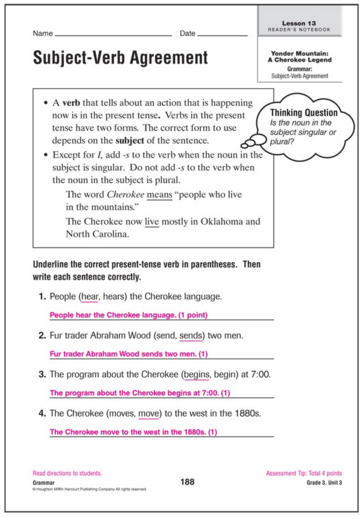 Name
Date
Lesson 13
READER'S NOTEBOOK
Subject-Verb Agreement
Yonder Mountain:
A Cherokee Legend
Grammar:
Subject-Verb Agreement
• A verb that tells about an action that is happening
now is in the present tense. Verbs in the present
tense have two forms. The correct form to use
depends on the subject of the sentence.
• Except for I, add -s to the verb when the noun in the
subject is singular. Do not add -s to the verb when
the noun in the subject is plural.
The word Cherokee means "people who live
in the mountains."
The Cherokee now live mostly in Oklahoma and
North Carolina.
Thinking Question
Is the noun in the
subject singular or
plural?
Underline the correct present-tense verb in parentheses. Then
write each sentence correctly.
1. People (hear, hears) the Cherokee language.
People hear the Cherokee language. (1 point)
2. Fur trader Abraham Wood (send, sends) two men.
Fur trader Abraham Wood sends two men. (1)
3. The program about the Cherokee (begins, begin) at 7:00.
The program about the Cherokee begins at 7:00. (1)
4. The Cherokee (moves, move) to the west in the 1880s.
The Cherokee move to the west in the 1880s. (1)
Read directions to students.
Assessment Tip: Total 4 points
Grammar
188
Grade 3, Unit 3
© Houghton Mifflin Harcourt Publishing Company. All rights reserved.